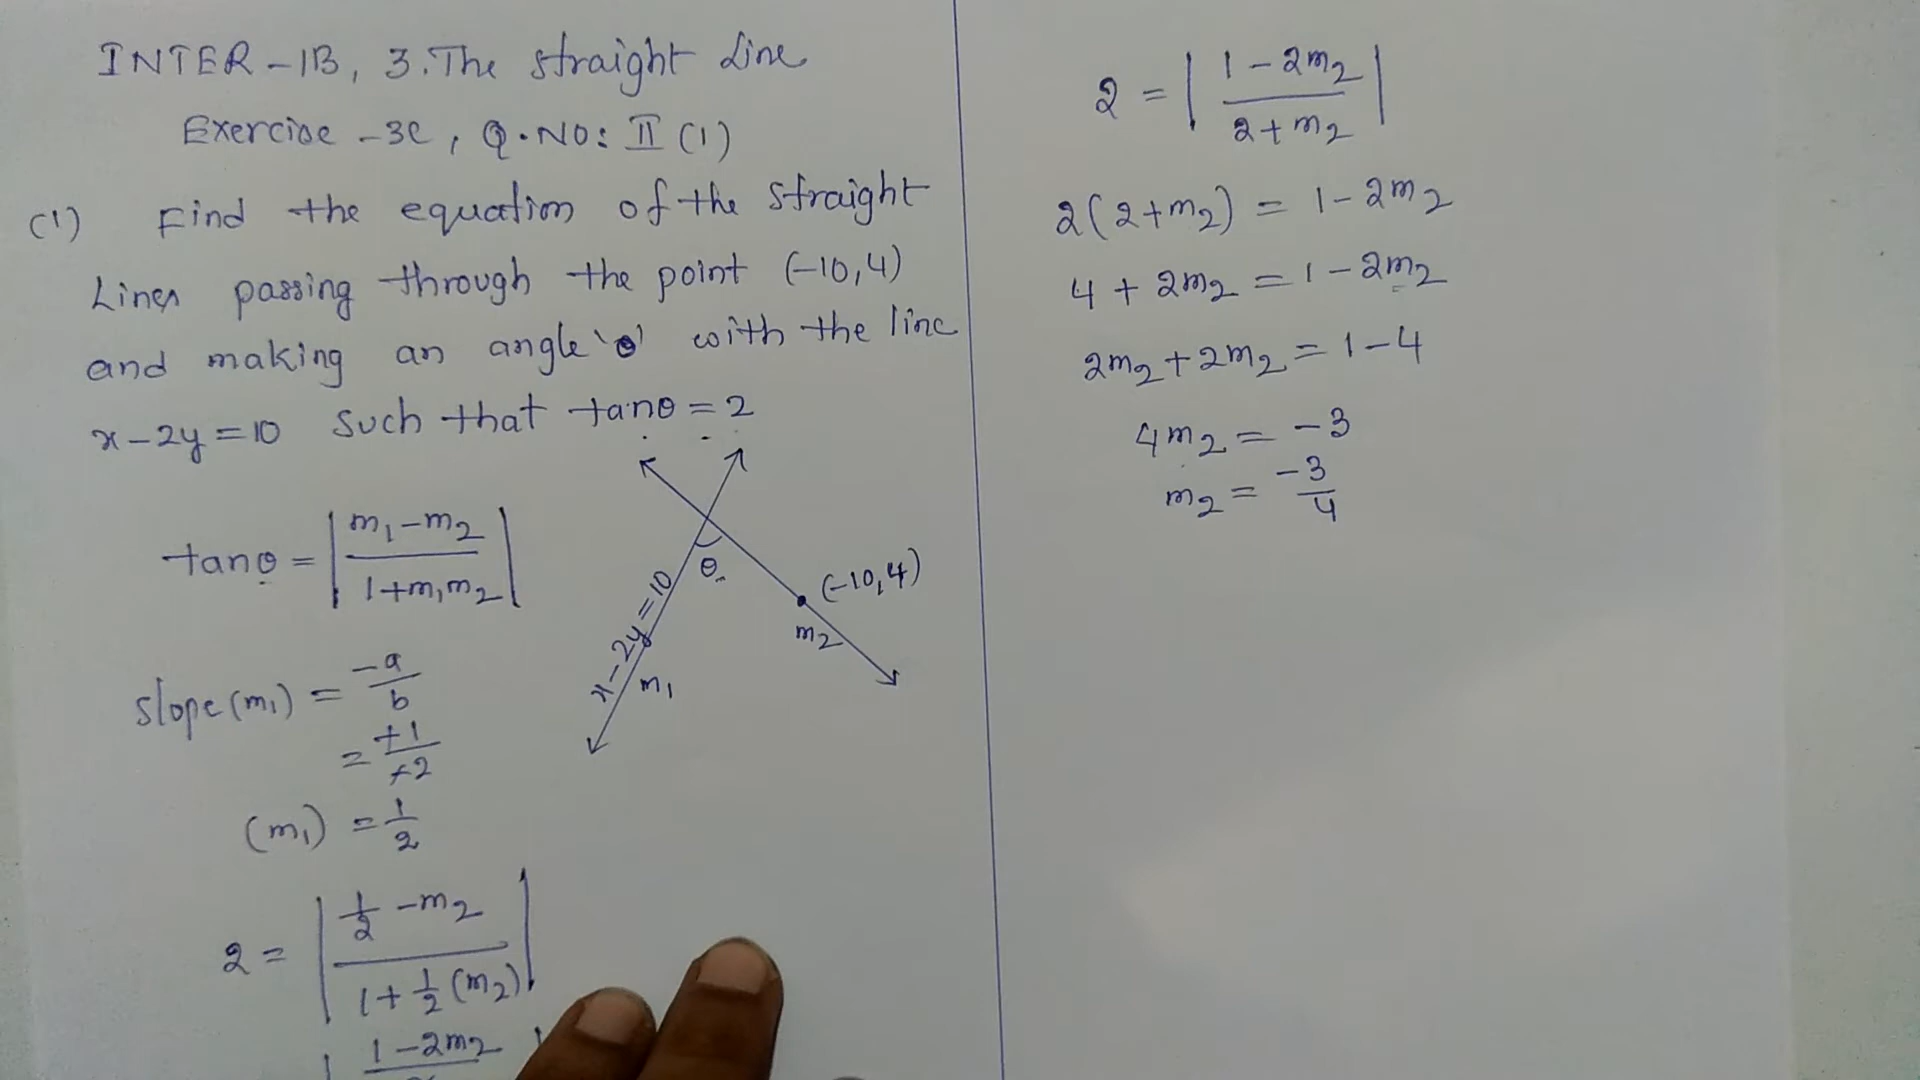 INTER-1B, 3. The straight Line
Exercise -3C, Q.NO: II (1)
(1) Find the equation of the straight
Lines passing through the point (-10,4)
and making an angle 'θ' with the line
x-2y=10 such that tanθ=2
tanθ = | m₁-m₂ / 1+m₁m₂ |
slope(m₁) = -a/b
= +1/+2
(m₁) = 1/2
2 = | 1/2 -m₂ / 1+ 1/2 (m₂) |
1-2m₂
θ
(-10,4)
x-2y=10
m₁
m₂
2 = | 1-2m₂ / 2+m₂ |
2(2+m₂) = 1-2m₂
4+2m₂ = 1-2m₂
2m₂+2m₂ = 1-4
4m₂ = -3
m₂ = -3/4